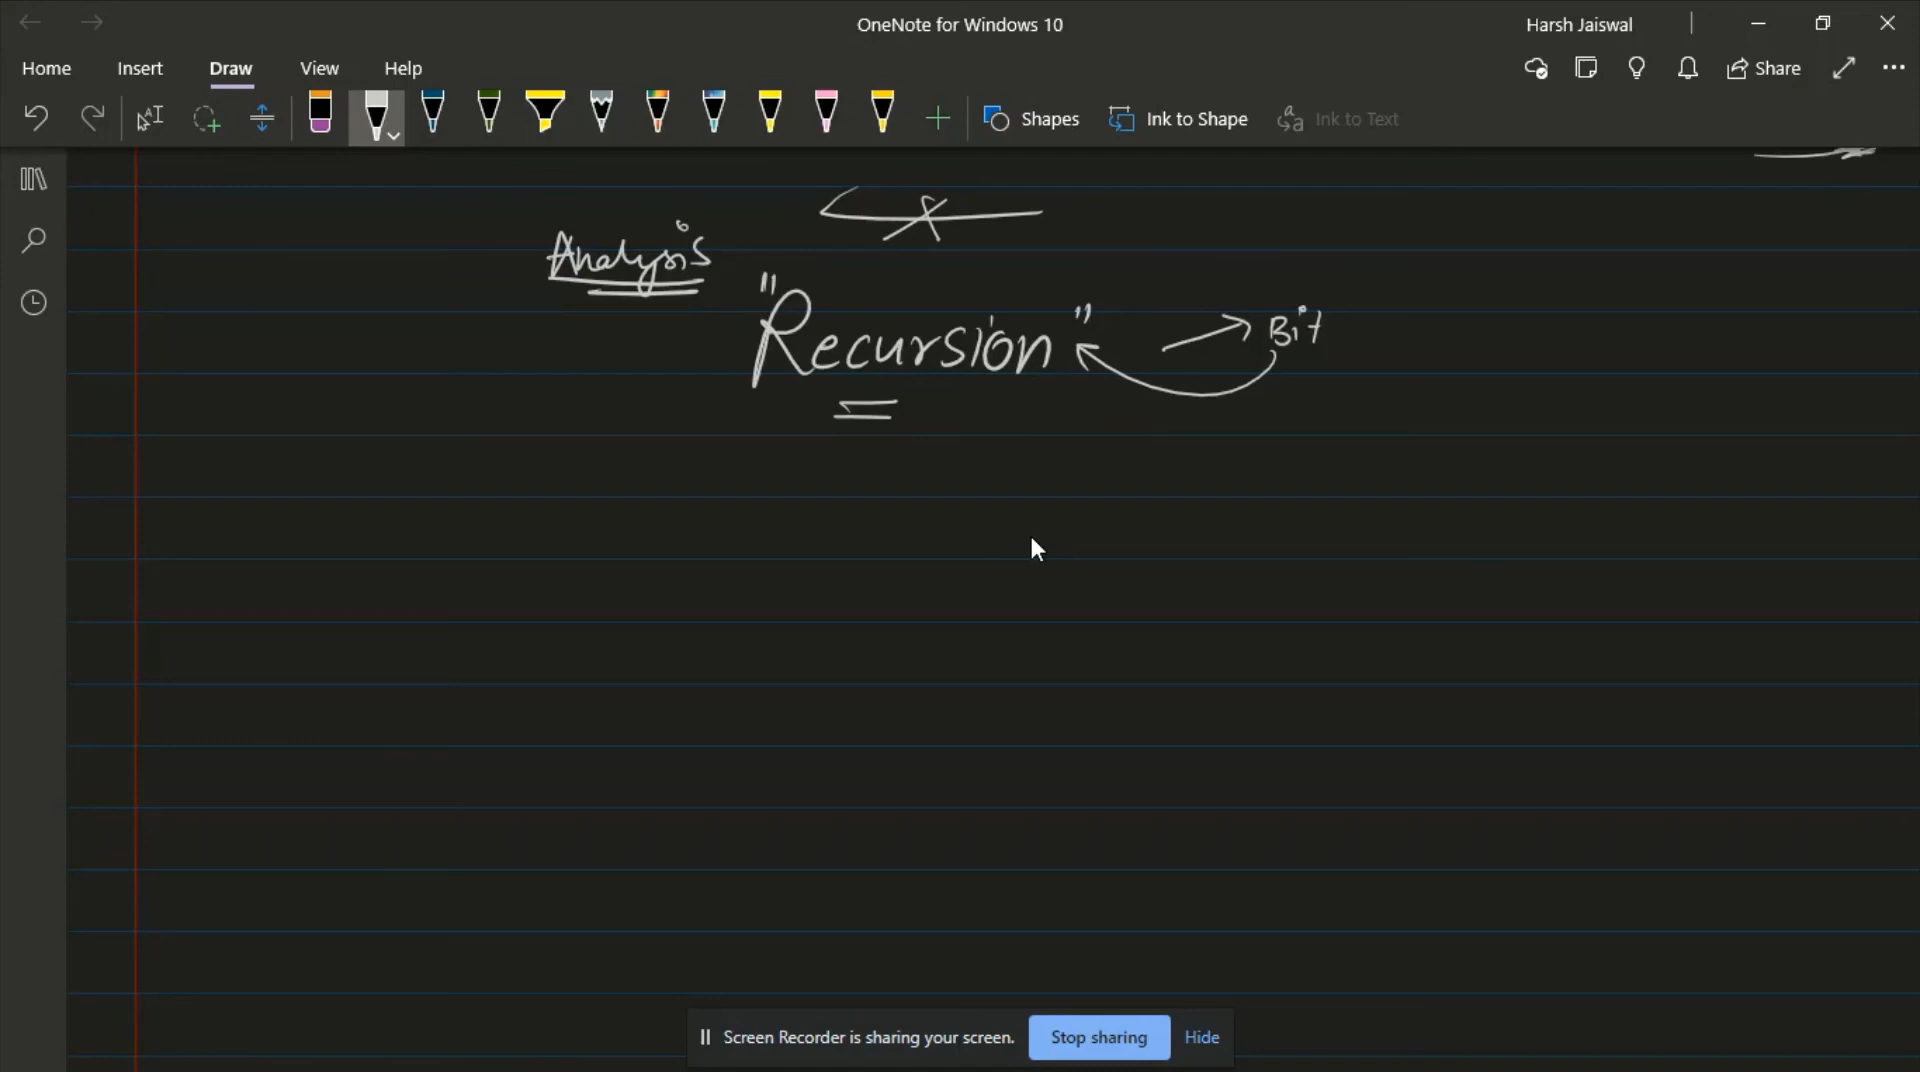 OneNote for Windows 10
Harsh Jaiswal
Home Insert Draw View Help
Share
Shapes Ink to Shape Ink to Text
Analysis
"Recursion" Bit
Screen Recorder is sharing your screen. Stop sharing Hide